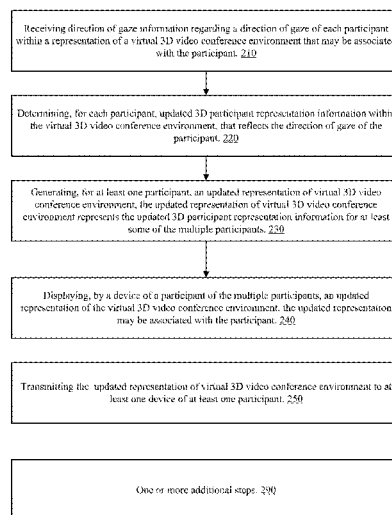 Receiving direction of gaze information regarding a direction of gaze of each participant
within a representation of a virtual 3D video conference environment that may be associated
with the participant. 210
Determining, for each participant, updated 3D participant representation information within
the virtual 3D video conference environment, that reflects the direction of gaze of the
participant. 220
Generating, for at least one participant, an updated representation of virtual 3D video
conference environment, the updated representation of virtual 3D video conference
environment represents the updated 3D participant representation information for at least
some of the multiple participants. 230
Displaying, by a device of a participant of the multiple participants, an updated
representation of the virtual 3D video conference environment, the updated representation
may be associated with the participant. 240
Transmitting the updated representation of virtual 3D video conference environment to at
least one device of at least one participant. 250
One or more additional steps. 290